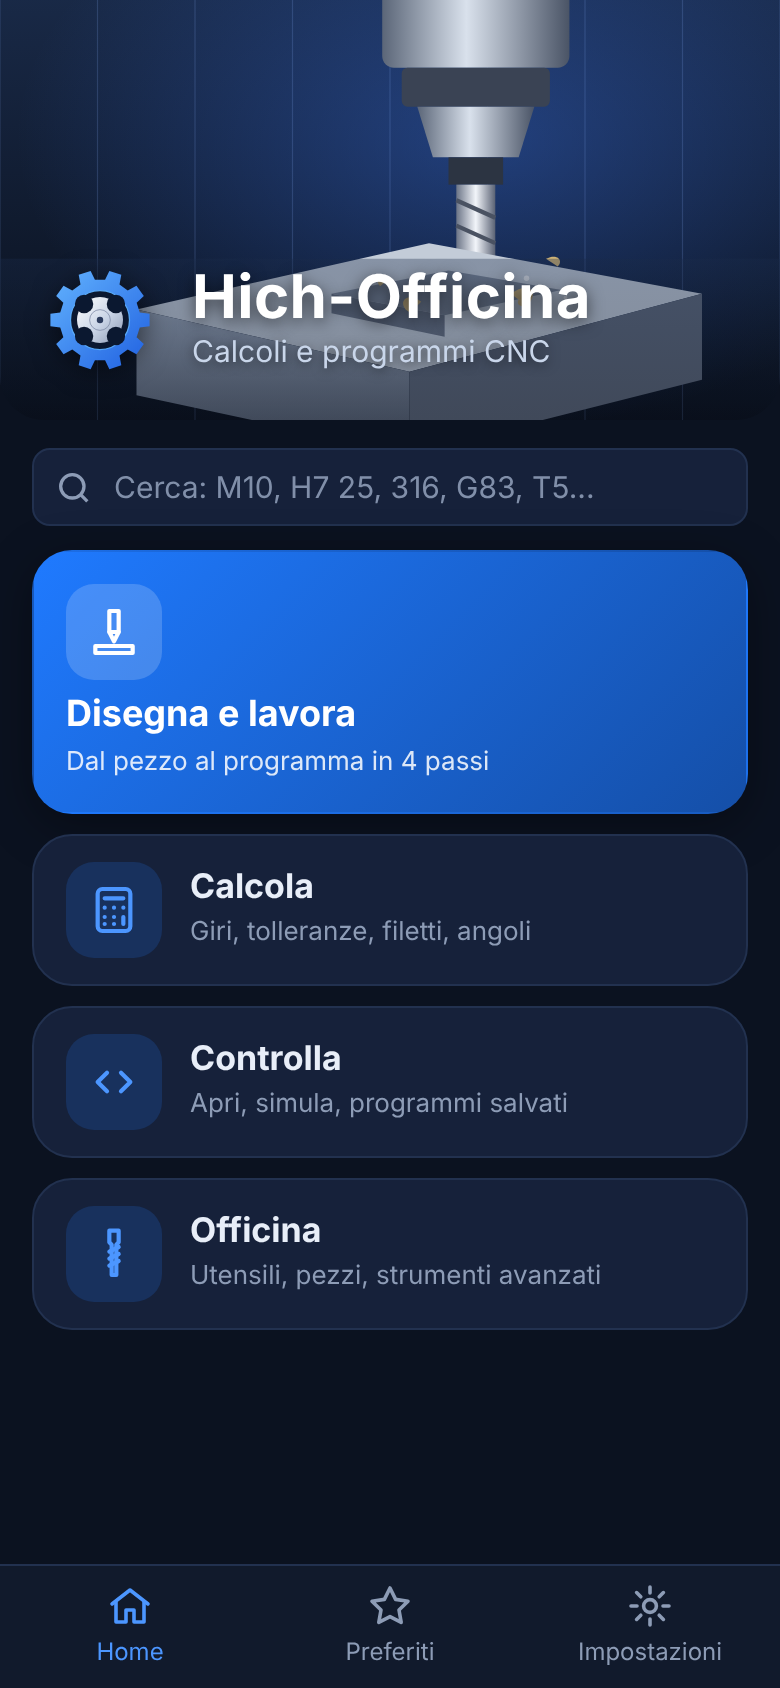 Hich-Officina
Calcoli e programmi CNC
Cerca: M10, H7 25, 316, G83, T5...
Disegna e lavora
Dal pezzo al programma in 4 passi
Calcola
Giri, tolleranze, filetti, angoli
Controlla
Apri, simula, programmi salvati
Officina
Utensili, pezzi, strumenti avanzati
Home
Preferiti
Impostazioni